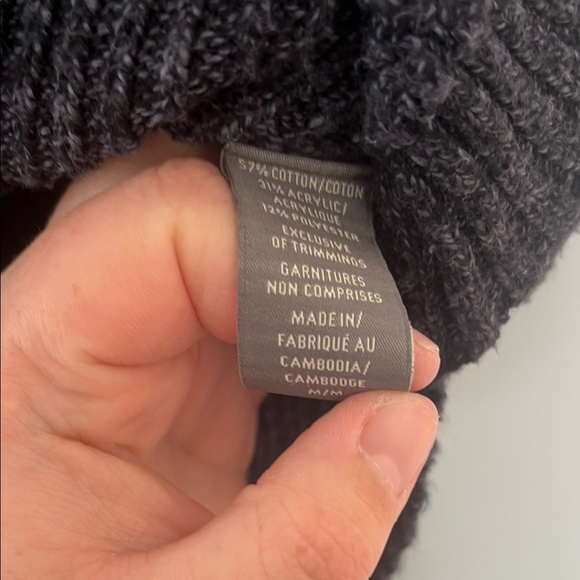 57% COTTON/COTON
31% ACRYLIC/
ACRYLIQUE
12% POLYESTER
EXCLUSIVE
OF TRIMMINGS
GARNITURES
NON COMPRISES
MADE IN/
FABRIQUÉ AU
CAMBODIA/
CAMBODGE
M/M